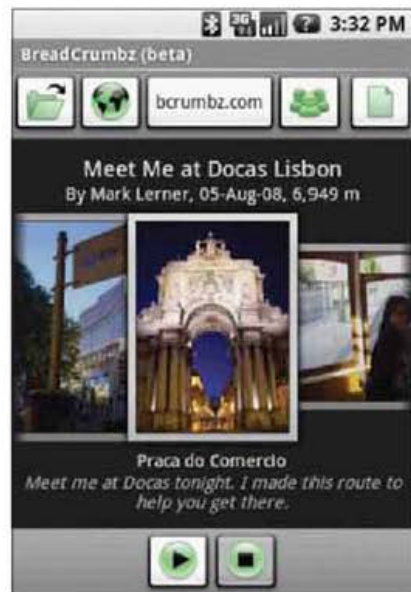 3G
3:32 PM
BreadCrumbz (beta)
bcrumbz.com
Meet Me at Docas Lisbon
By Mark Lerner, 05-Aug-08, 6,949 m
Praca do Comercio
Meet me at Docas tonight. I made this route to
help you get there.